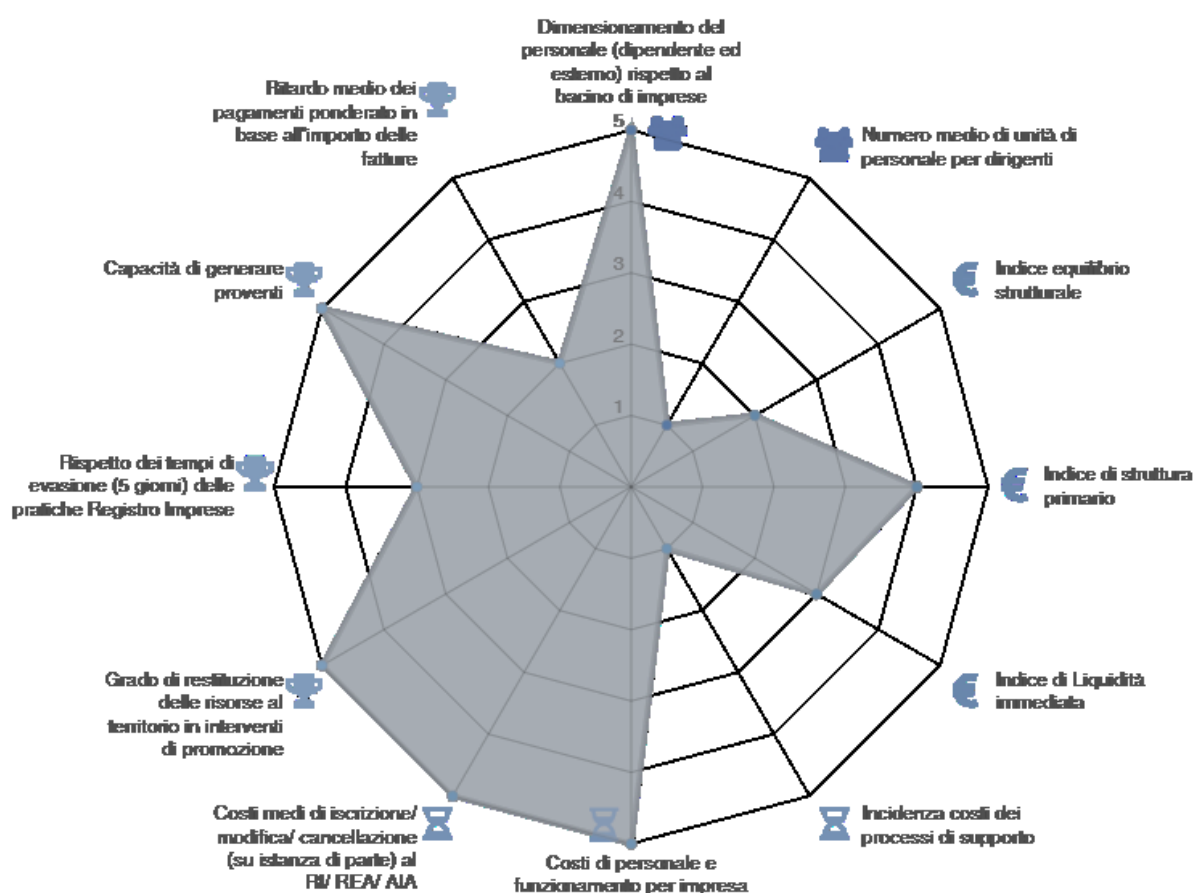 Dimensionamento del
personale (dipendente ed
esterno) rispetto al
bacino di imprese
Numero medio di unità di
personale per dirigenti
Indice equilibrio
strutturale
Indice di struttura
primario
Indice di Liquidità
immediata
Incidenza costi dei
processi di supporto
Costi di personale e
funzionamento per impresa
Costi medi di iscrizione/
modifica/ cancellazione
(su istanza di parte) al
RI/ REA/ AIA
Grado di restituzione
delle risorse al
territorio in interventi
di promozione
Rispetto dei tempi di
evasione (5 giorni) delle
pratiche Registro Imprese
Capacità di generare
proventi
Ritardo medio dei
pagamenti ponderato in
base all'importo delle
fatture
5
4
3
2
1